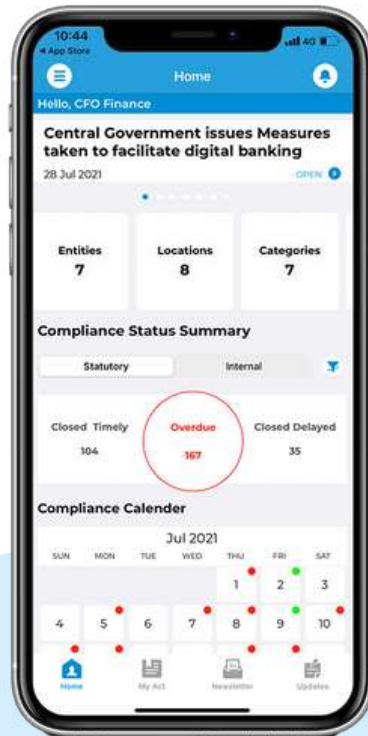 10:44
App Store
4G
Home
Hello, CFO Finance
Central Government issues Measures
taken to facilitate digital banking
28 Jul 2021 OPEN
Entities Locations Categories
7 8 7
Compliance Status Summary
Statutory Internal
Closed Timely Overdue Closed Delayed
104 167 35
Compliance Calender
Jul 2021
SUN MON TUE WED THU FRI SAT
1 2 3
4 5 6 7 8 9 10
Home My Act Newsletter Updates